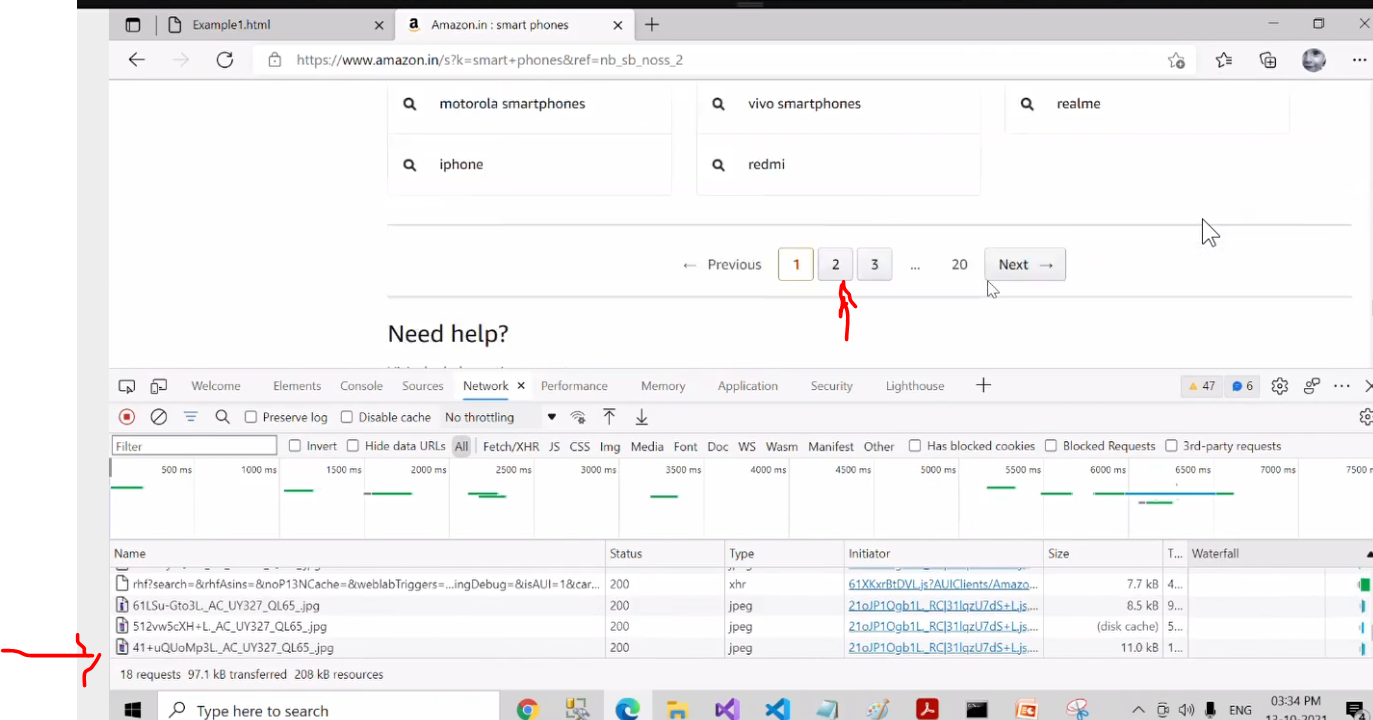 Example1.html
Amazon.in : smart phones
https://www.amazon.in/s?k=smart+phones&ref=nb_sb_noss_2
motorola smartphones vivo smartphones realme
iphone redmi
← Previous 1 2 3 ... 20 Next →
Need help?
Welcome Elements Console Sources Network Performance Memory Application Security Lighthouse 47 6
Preserve log Disable cache No throttling
Filter Invert Hide data URLs All Fetch/XHR JS CSS Img Media Font Doc WS Wasm Manifest Other Has blocked cookies Blocked Requests 3rd-party requests
500 ms 1000 ms 1500 ms 2000 ms 2500 ms 3000 ms 3500 ms 4000 ms 4500 ms 5000 ms 5500 ms 6000 ms 6500 ms 7000 ms 7500
Name Status Type Initiator Size T... Waterfall
rhf?search=&rhfAsins=&noP13NCache=&weblabTriggers=...ingDebug=&isAUI=1&car... 200 xhr 61XKxrBtDVL.js?AUIClients/Amazo... 7.7 kB 4...
61LSu-Gto3L._AC_UY327_QL65_.jpg 200 jpeg 21oJP1Ogb1L._RC|31lqzU7dS+L.js,... 8.5 kB 9...
512vw5cXH+L._AC_UY327_QL65_.jpg 200 jpeg 21oJP1Ogb1L._RC|31lqzU7dS+L.js,... (disk cache) 5...
41+uQUoMp3L._AC_UY327_QL65_.jpg 200 jpeg 21oJP1Ogb1L._RC|31lqzU7dS+L.js,... 11.0 kB 1...
18 requests 97.1 kB transferred 208 kB resources
Type here to search ENG 03:34 PM
13-10-2021